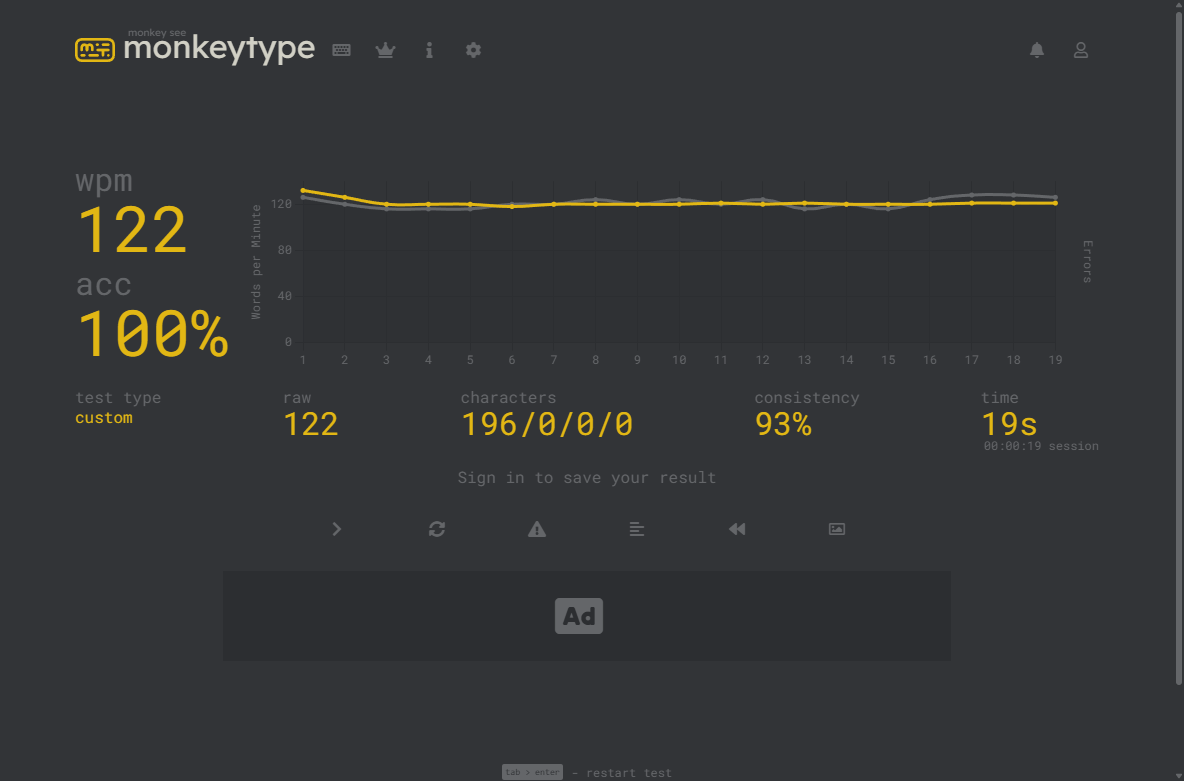 monkey see
monkeytype
wpm
122
acc
100%
Words per Minute
120
80
40
0
1 2 3 4 5 6 7 8 9 10 11 12 13 14 15 16 17 18 19
Errors
test type
custom
raw
122
characters
196/0/0/0
consistency
93%
time
19s
00:00:19 session
Sign in to save your result
Ad
tab > enter - restart test